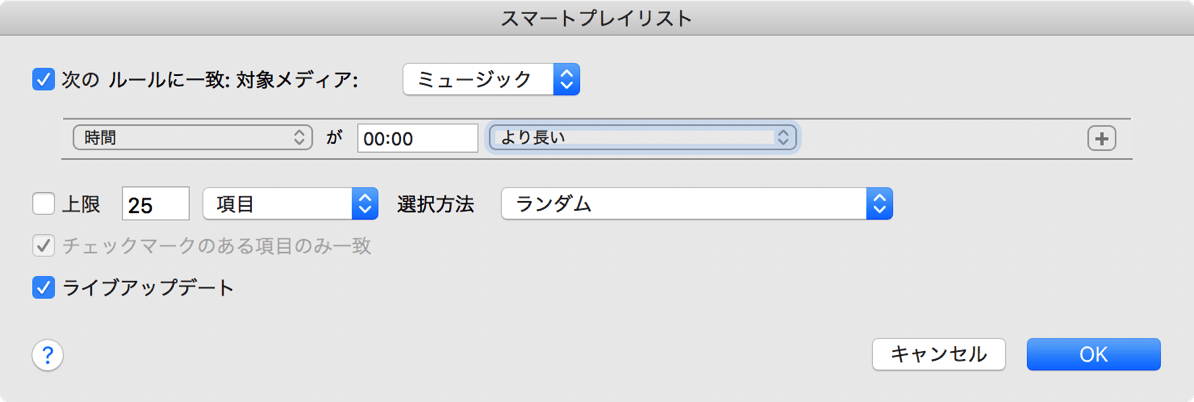 スマートプレイリスト
次の ルールに一致: 対象メディア: ミュージック
時間 が 00:00 より長い +
上限 25 項目 選択方法 ランダム
チェックマークのある項目のみ一致
ライブアップデート
? キャンセル OK